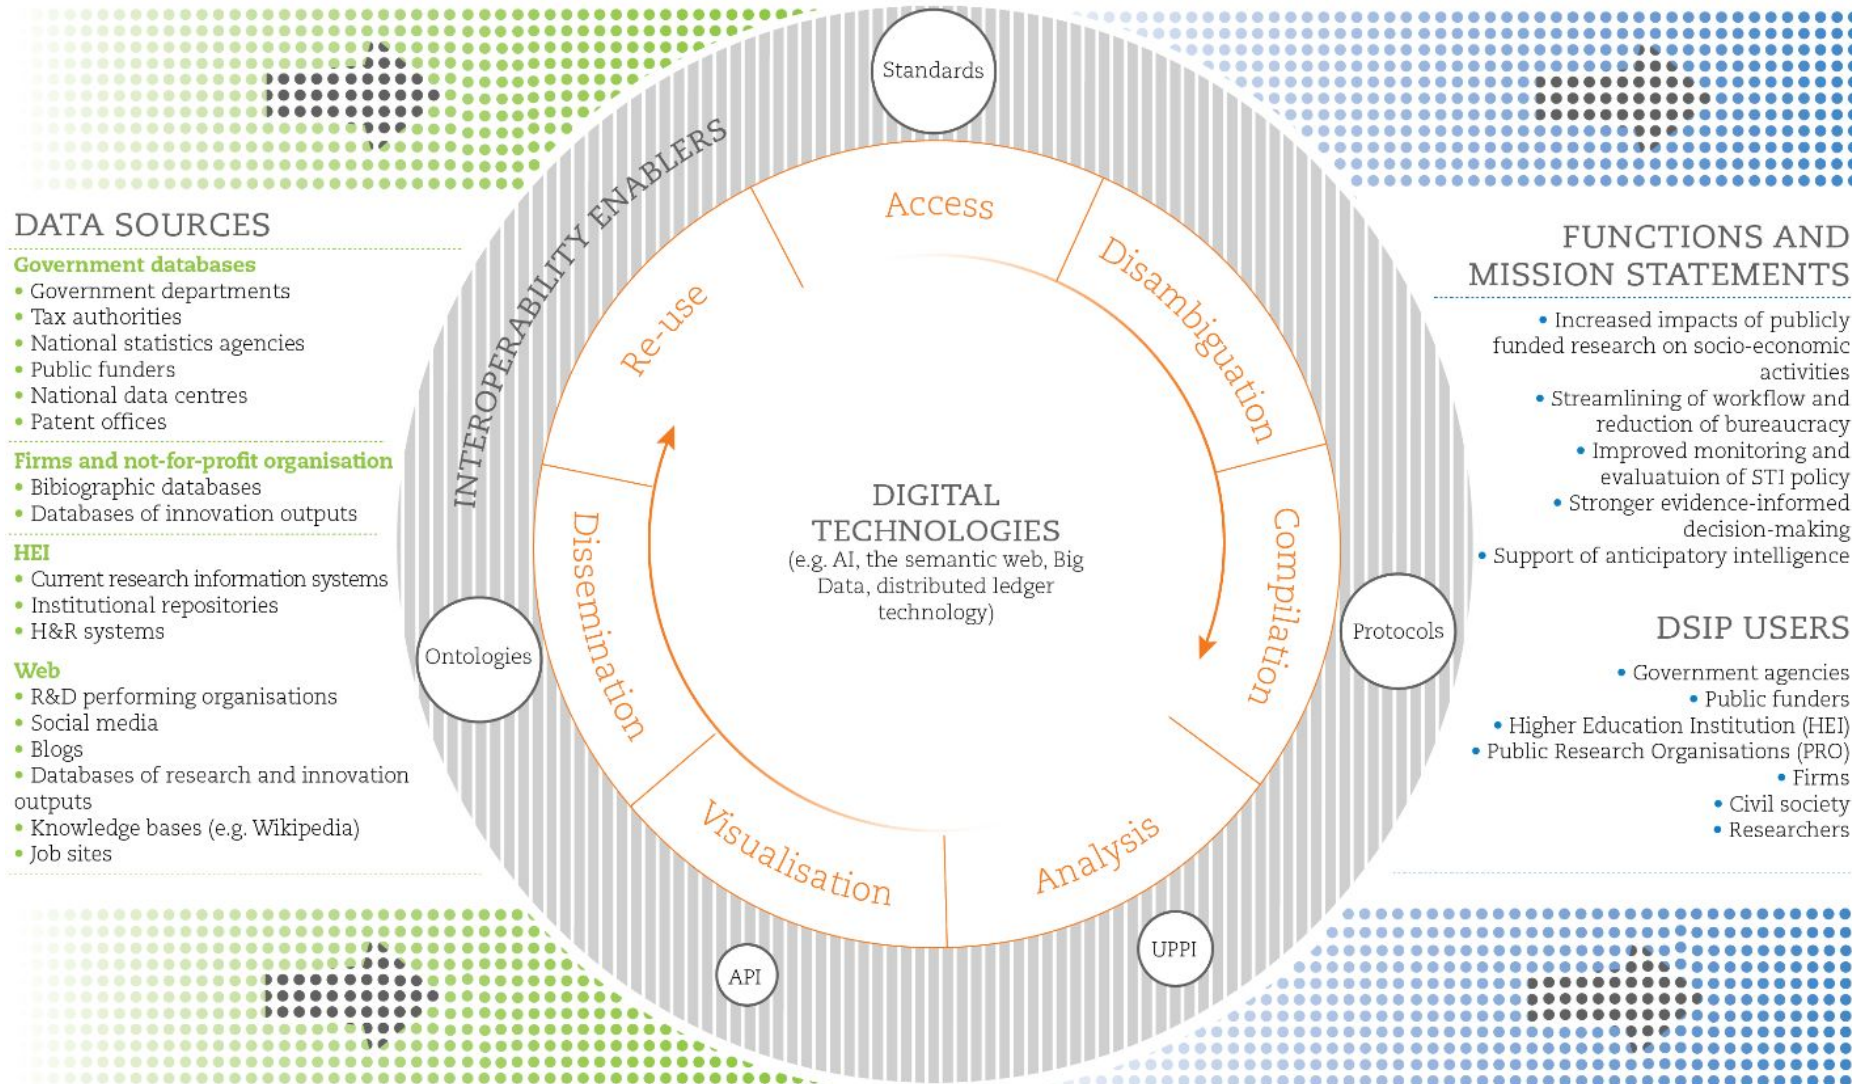 DATA SOURCES
Government databases
• Government departments
• Tax authorities
• National statistics agencies
• Public funders
• National data centres
• Patent offices
Firms and not-for-profit organisation
• Bibiographic databases
• Databases of innovation outputs
HEI
• Current research information systems
• Institutional repositories
• H&R systems
Web
• R&D performing organisations
• Social media
• Blogs
• Databases of research and innovation
outputs
• Knowledge bases (e.g. Wikipedia)
• Job sites
INTEROPERABILITY ENABLERS
Standards
Protocols
UPPI
API
Ontologies
Access
Disambiguation
Compilation
Analysis
Visualisation
Dissemination
Re-use
DIGITAL
TECHNOLOGIES
(e.g. AI, the semantic web, Big
Data, distributed ledger
technology)
FUNCTIONS AND
MISSION STATEMENTS
• Increased impacts of publicly
funded research on socio-economic
activities
• Streamlining of workflow and
reduction of bureaucracy
• Improved monitoring and
evaluatuion of STI policy
• Stronger evidence-informed
decision-making
• Support of anticipatory intelligence
DSIP USERS
• Government agencies
• Public funders
• Higher Education Institution (HEI)
• Public Research Organisations (PRO)
• Firms
• Civil society
• Researchers